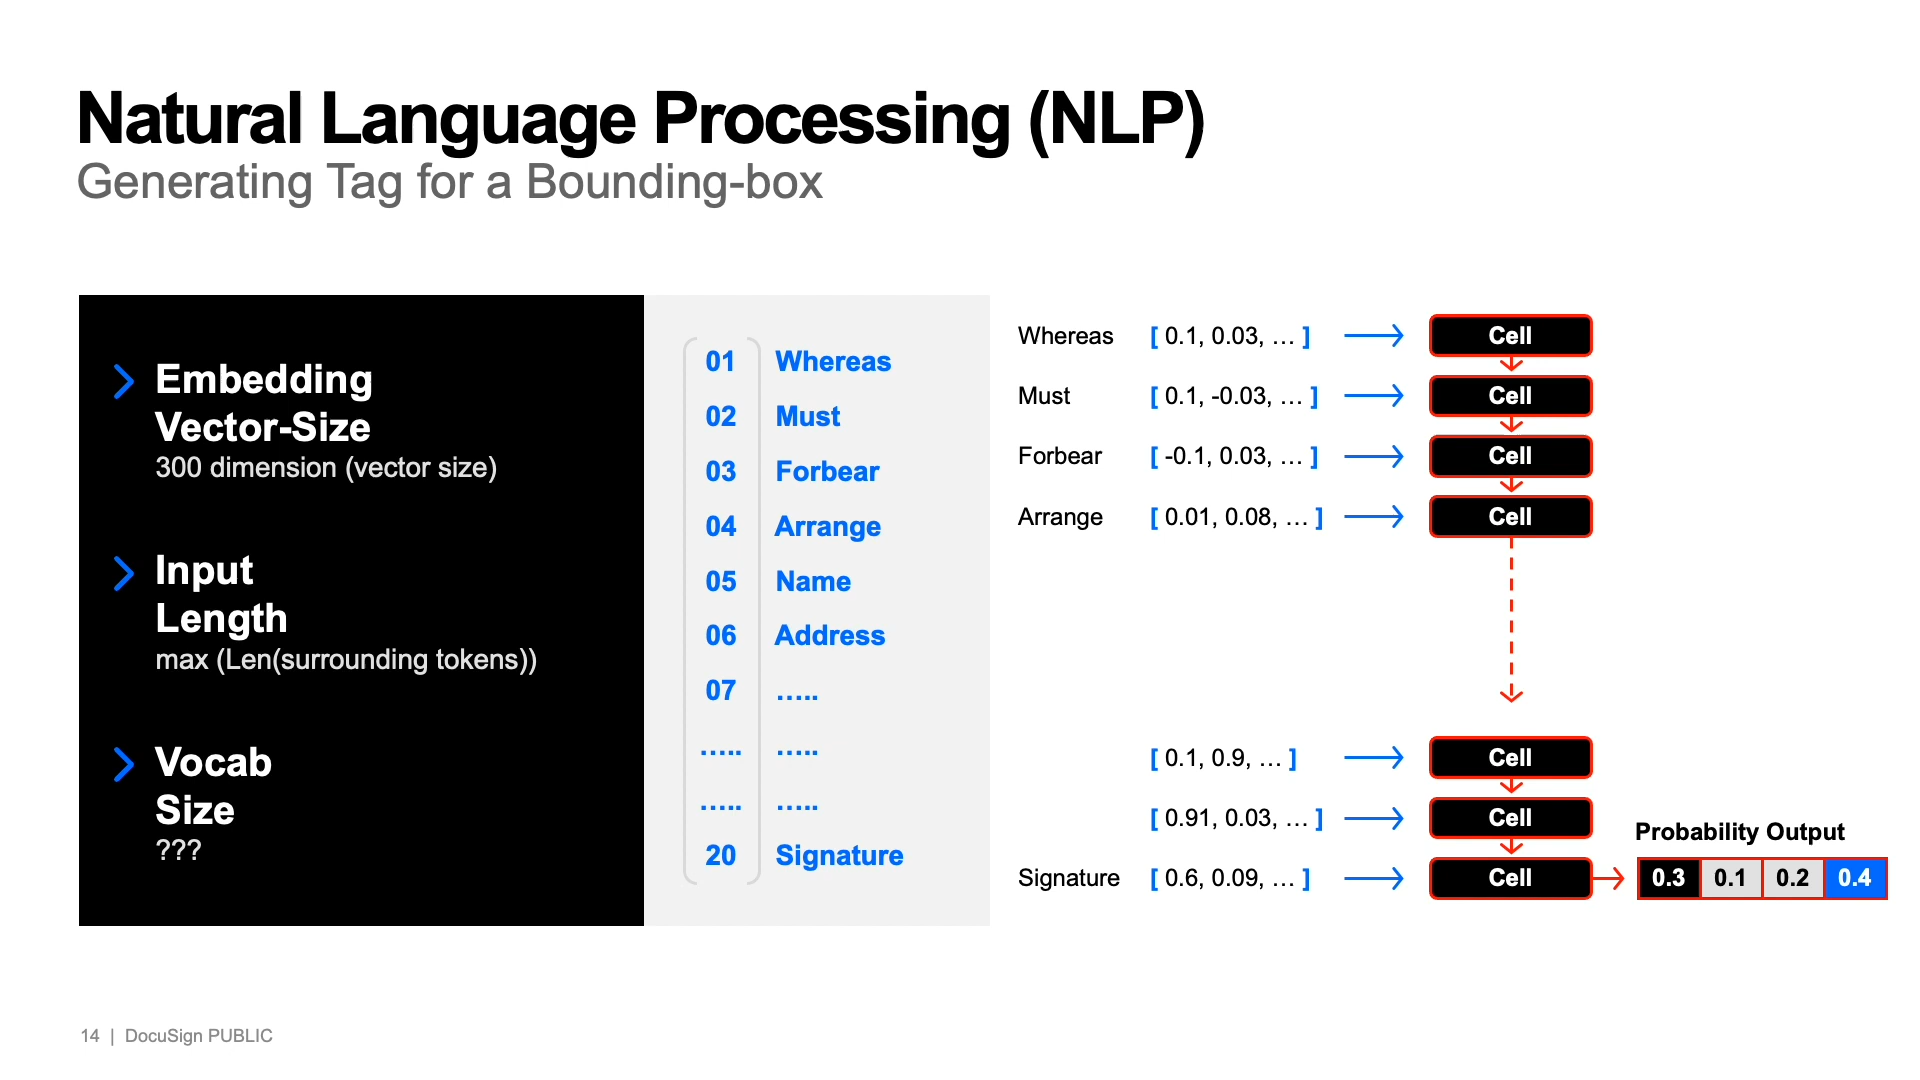 Natural Language Processing (NLP)
Generating Tag for a Bounding-box
Embedding
Vector-Size
300 dimension (vector size)
Input
Length
max (Len(surrounding tokens))
Vocab
Size
???
01 Whereas
02 Must
03 Forbear
04 Arrange
05 Name
06 Address
07 .....
..... .....
..... .....
20 Signature
Whereas [ 0.1, 0.03, … ] Cell
Must [ 0.1, -0.03, … ] Cell
Forbear [ -0.1, 0.03, … ] Cell
Arrange [ 0.01, 0.08, … ] Cell
[ 0.1, 0.9, … ] Cell
[ 0.91, 0.03, … ] Cell
Probability Output
Signature [ 0.6, 0.09, … ] Cell 0.3 0.1 0.2 0.4
14 | DocuSign PUBLIC